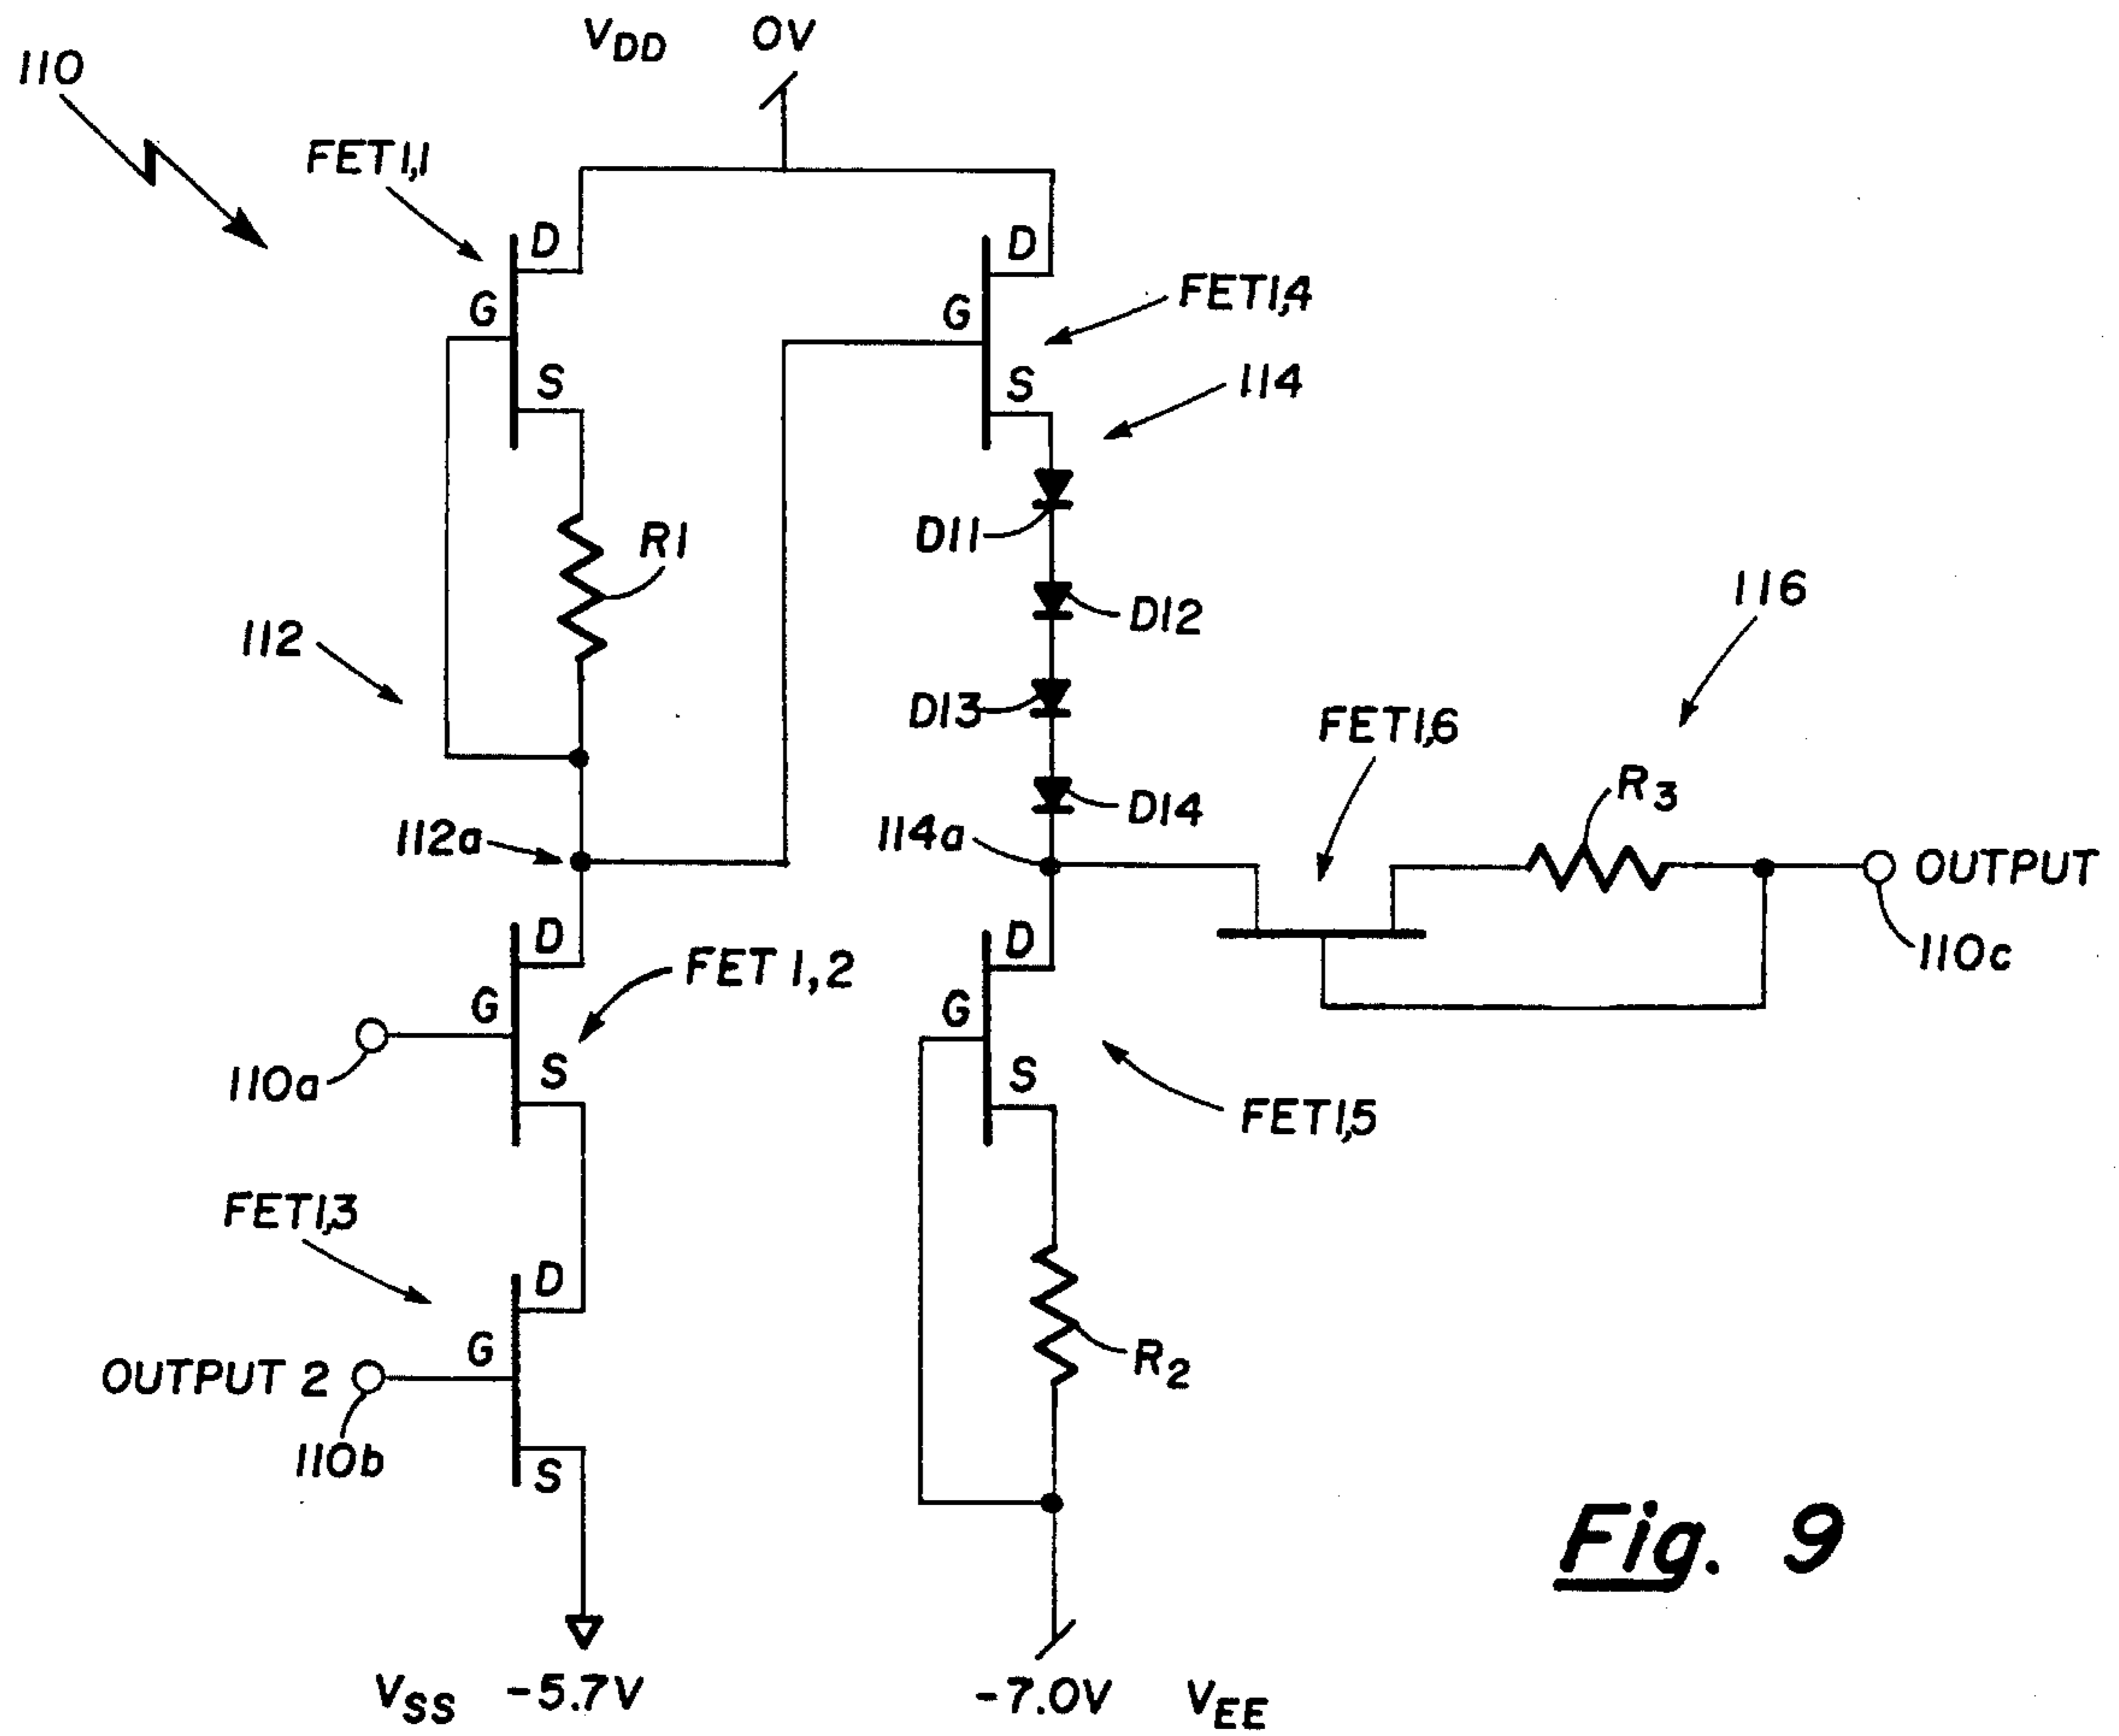 V_DD 0V
110
FET1,1
D
D
G
G
FET1,4
S
S
114
R1
D11
D12
116
112
D13
FET1,6
R3
D14
112a
114a
OUTPUT
110c
D
D
FET 1,2
G
G
110a
S
S
FET1,5
FET1,3
D
G
R2
OUTPUT 2
110b
S
Fig. 9
VSS -5.7V
-7.0V VEE